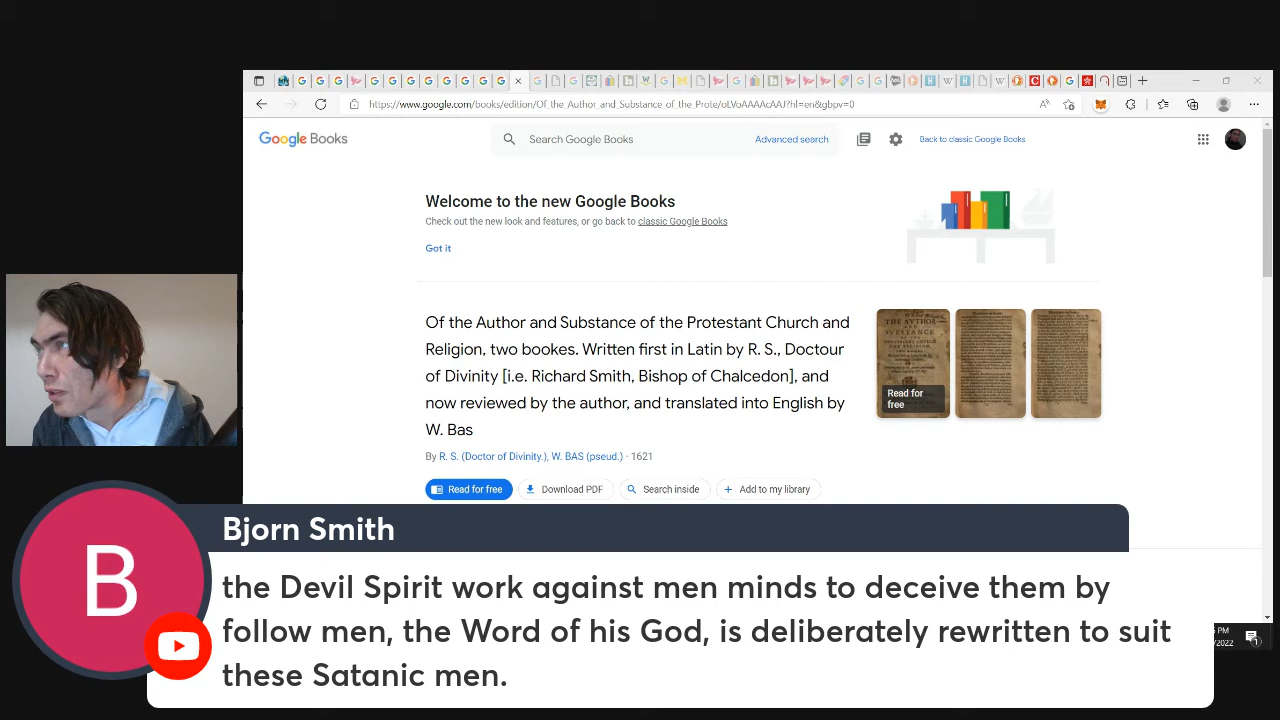 https://www.google.com/books/edition/Of_the_Author_and_Substance_of_the_Prote/oLVoAAAAcAAJ?hl=en&gbpv=0
Google Books
Search Google Books
Advanced search
Back to classic Google Books
Welcome to the new Google Books
Check out the new look and features, or go back to classic Google Books
Got it
Of the Author and Substance of the Protestant Church and
Religion, two bookes. Written first in Latin by R. S., Doctour
of Divinity [i.e. Richard Smith, Bishop of Chalcedan], and
now reviewed by the author, and translated into English by
W. Bas
Read for
free
By R. S. (Doctor of Divinity.), W. BAS (pseud.) · 1621
Read for free
Download PDF
Search inside
Add to my library
B
Bjorn Smith
the Devil Spirit work against men minds to deceive them by
follow men, the Word of his God, is deliberately rewritten to suit
these Satanic men.
PM
/2022